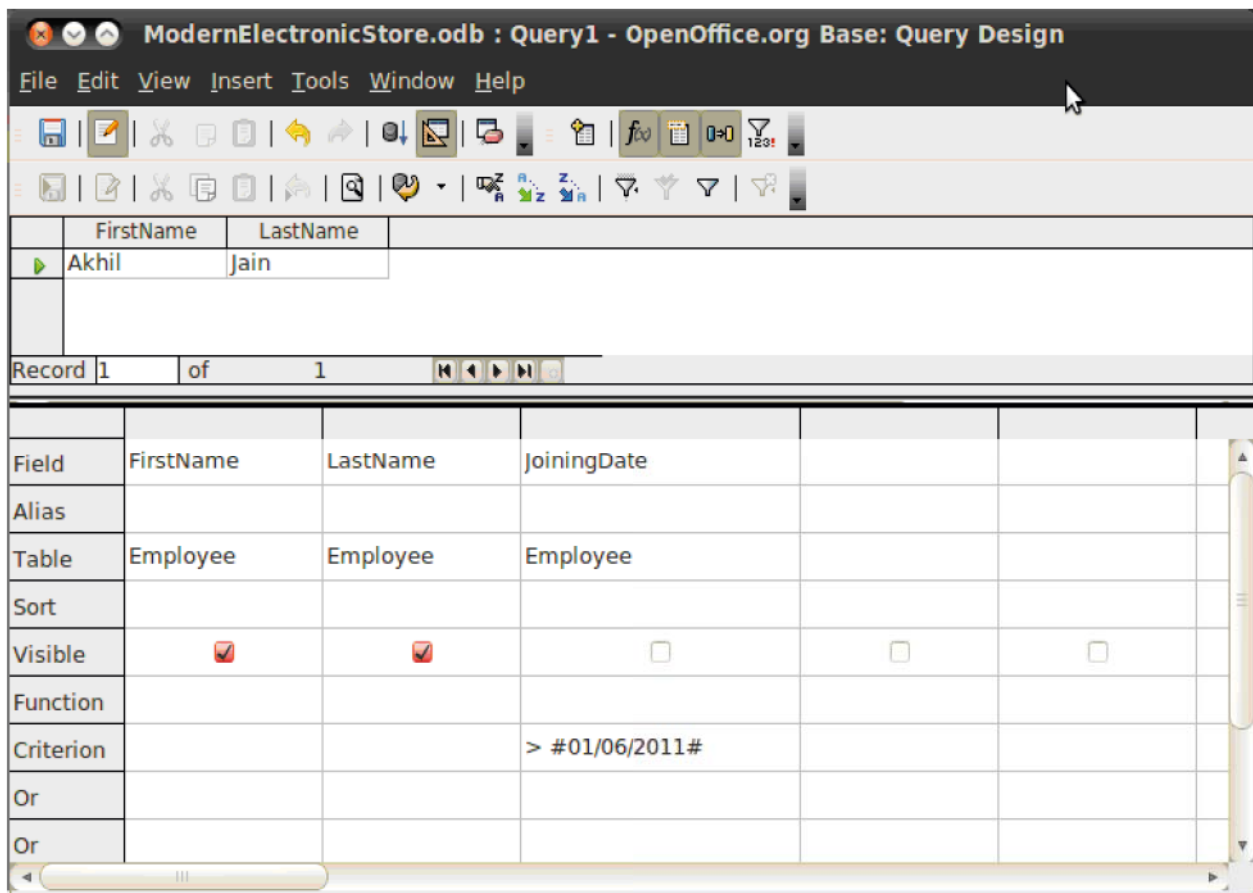 ModernElectronicStore.odb : Query1 - OpenOffice.org Base: Query Design
File Edit View Insert Tools Window Help
f(x) 123!
A Z Z A
FirstName LastName
Akhil Jain
Record 1 of 1
Field FirstName LastName JoiningDate
Alias
Table Employee Employee Employee
Sort
Visible
Function
Criterion > #01/06/2011#
Or
Or